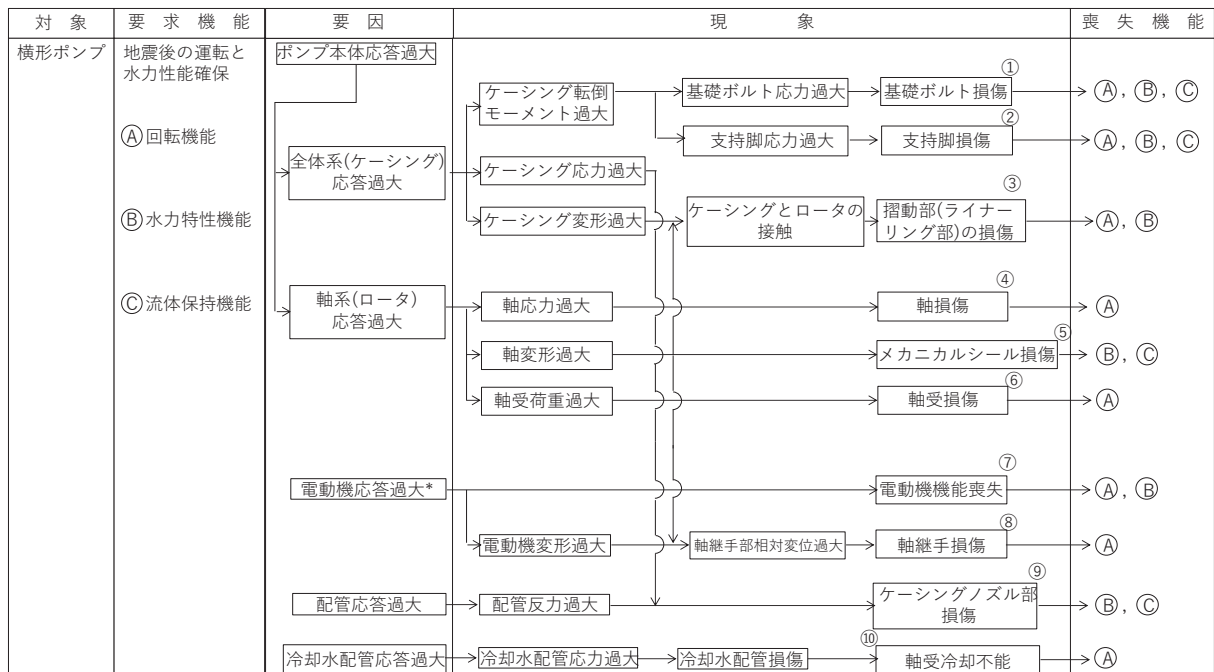 対 象
要 求 機 能
要 因
現 象
喪 失 機 能
横形ポンプ
地震後の運転と
水力性能確保
Ⓐ回転機能
Ⓑ水力特性機能
Ⓒ流体保持機能
ポンプ本体応答過大
全体系(ケーシング)
応答過大
ケーシング転倒
モーメント過大
基礎ボルト応力過大
①
基礎ボルト損傷
Ⓐ, Ⓑ, Ⓒ
支持脚応力過大
②
支持脚損傷
Ⓐ, Ⓑ, Ⓒ
ケーシング応力過大
ケーシング変形過大
ケーシングとロータの
接触
③
摺動部(ライナー
リング部)の損傷
Ⓐ, Ⓑ
軸系(ロータ)
応答過大
軸応力過大
④
軸損傷
Ⓐ
軸変形過大
⑤
メカニカルシール損傷
Ⓑ, Ⓒ
軸受荷重過大
⑥
軸受損傷
Ⓐ
電動機応答過大*
⑦
電動機機能喪失
Ⓐ, Ⓑ
電動機変形過大
軸継手部相対変位過大
⑧
軸継手損傷
Ⓐ
配管応答過大
配管反力過大
⑨
ケーシングノズル部
損傷
Ⓑ, Ⓒ
冷却水配管応答過大
冷却水配管応力過大
冷却水配管損傷
⑩
軸受冷却不能
Ⓐ